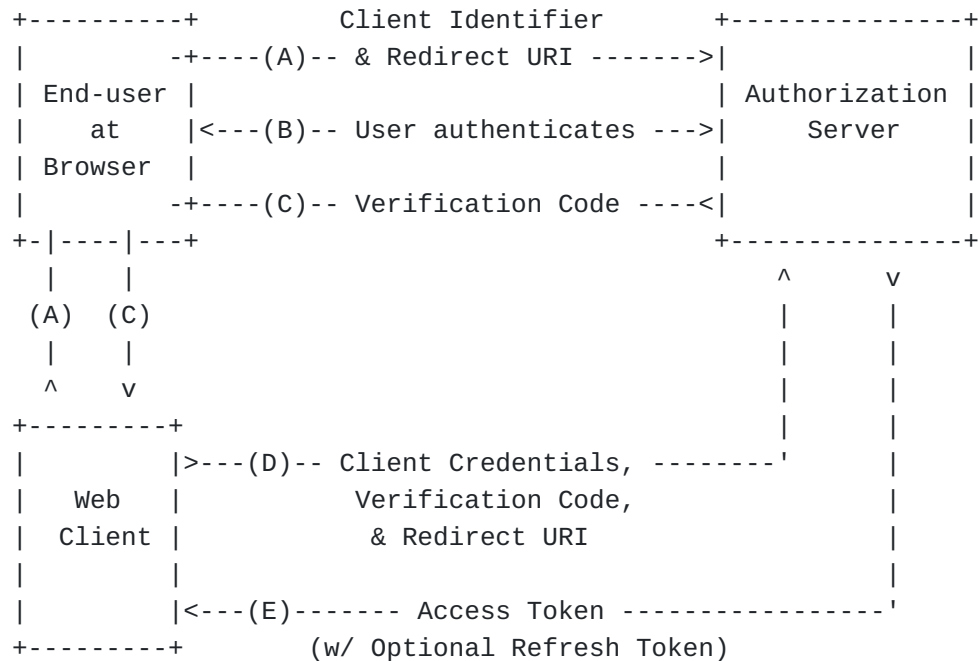 +----------+          Client Identifier       +---------------+
|         -+----(A)-- & Redirect URI ------->|               |
| End-user |                                  | Authorization |
|    at    |<---(B)-- User authenticates --->|     Server    |
| Browser  |                                  |               |
|         -+----(C)-- Verification Code ----<|               |
+-|----|---+                                  +---------------+
  |    |                                          ^      v
 (A)  (C)                                         |      |
  |    |                                          |      |
  ^    v                                          |      |
+---------+                                       |      |
|         |>---(D)-- Client Credentials, --------'      |
|   Web   |           Verification Code,                |
|  Client |            & Redirect URI                   |
|         |                                             |
|         |<---(E)------- Access Token -----------------'
+---------+        (w/ Optional Refresh Token)